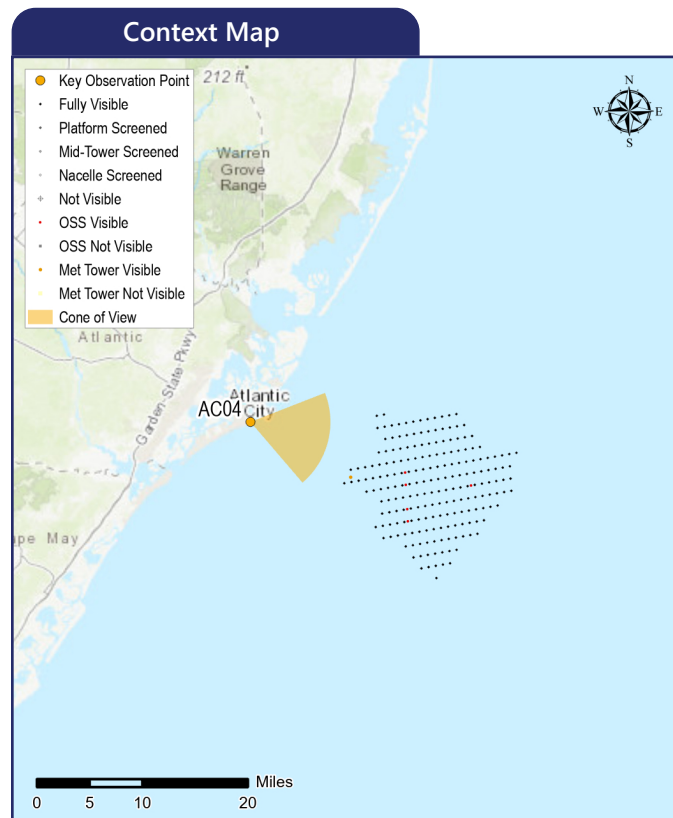 Context Map
Key Observation Point
Fully Visible
Platform Screened
Mid-Tower Screened
Nacelle Screened
Not Visible
OSS Visible
OSS Not Visible
Met Tower Visible
Met Tower Not Visible
Cone of View
212 ft
N
W E
S
Warren
Grove
Range
Atlantic
Garden-State-Pkwy
Atlantic
City
AC04
ape May
Miles
0 5 10 20